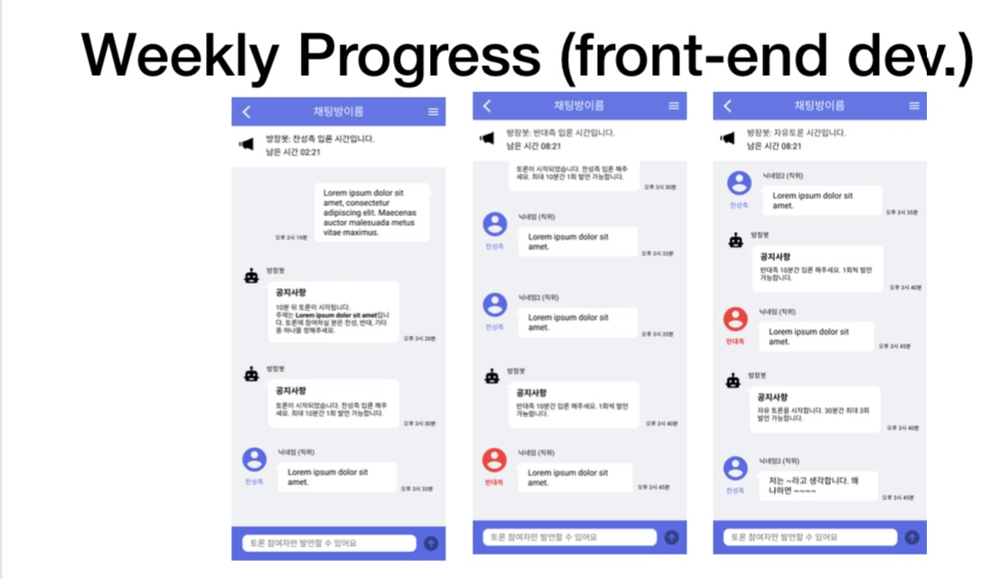 Weekly Progress (front-end dev.)
채팅방이름
방장봇: 찬성측 입론 시간입니다.
남은 시간 02:21
Lorem ipsum dolor sit
amet, consectetur
adipiscing elit. Maecenas
auctor malesuada metus
vitae maximus.
오후 3시 19분
방장봇
공지사항
10분 뒤 토론이 시작됩니다.
주제는 Lorem ipsum dolor sit amet입니
다. 토론에 참여하실 분은 찬성, 반대, 기타
중 하나를 정해주세요.
오후 3시 20분
방장봇
공지사항
토론이 시작되었습니다. 찬성측 입론 해주
세요. 최대 10분간 1회 발언 가능합니다.
오후 3시 30분
닉네임 (직위)
Lorem ipsum dolor sit
amet.
찬성측
오후 3시 33분
토론 참여자만 발언할 수 있어요
채팅방이름
방장봇: 반대측 입론 시간입니다.
남은 시간 08:21
토론이 시작되었습니다. 찬성측 입론 해주
세요. 최대 10분간 1회 발언 가능합니다.
오후 3시 30분
닉네임 (직위)
Lorem ipsum dolor sit
amet.
찬성측
오후 3시 33분
닉네임2 (직위)
Lorem ipsum dolor sit
amet.
찬성측
오후 3시 35분
방장봇
공지사항
반대측 10분간 입론 해주세요. 1회씩 발언
가능합니다.
오후 3시 40분
닉네임 (직위)
Lorem ipsum dolor sit
amet.
반대측
오후 3시 45분
토론 참여자만 발언할 수 있어요
채팅방이름
방장봇: 자유토론 시간입니다.
남은 시간 08:21
닉네임2 (직위)
Lorem ipsum dolor sit
amet.
찬성측
오후 3시 35분
방장봇
공지사항
반대측 10분간 입론 해주세요. 1회씩 발언
가능합니다.
오후 3시 40분
닉네임 (직위)
Lorem ipsum dolor sit
amet.
반대측
오후 3시 45분
방장봇
공지사항
자유 토론을 시작합니다. 30분간 최대 3회
발언 가능합니다.
오후 3시 40분
닉네임2 (직위)
저는 ~라고 생각합니다. 왜
냐하면 ~~~~
찬성측
오후 3시 45분
토론 참여자만 발언할 수 있어요